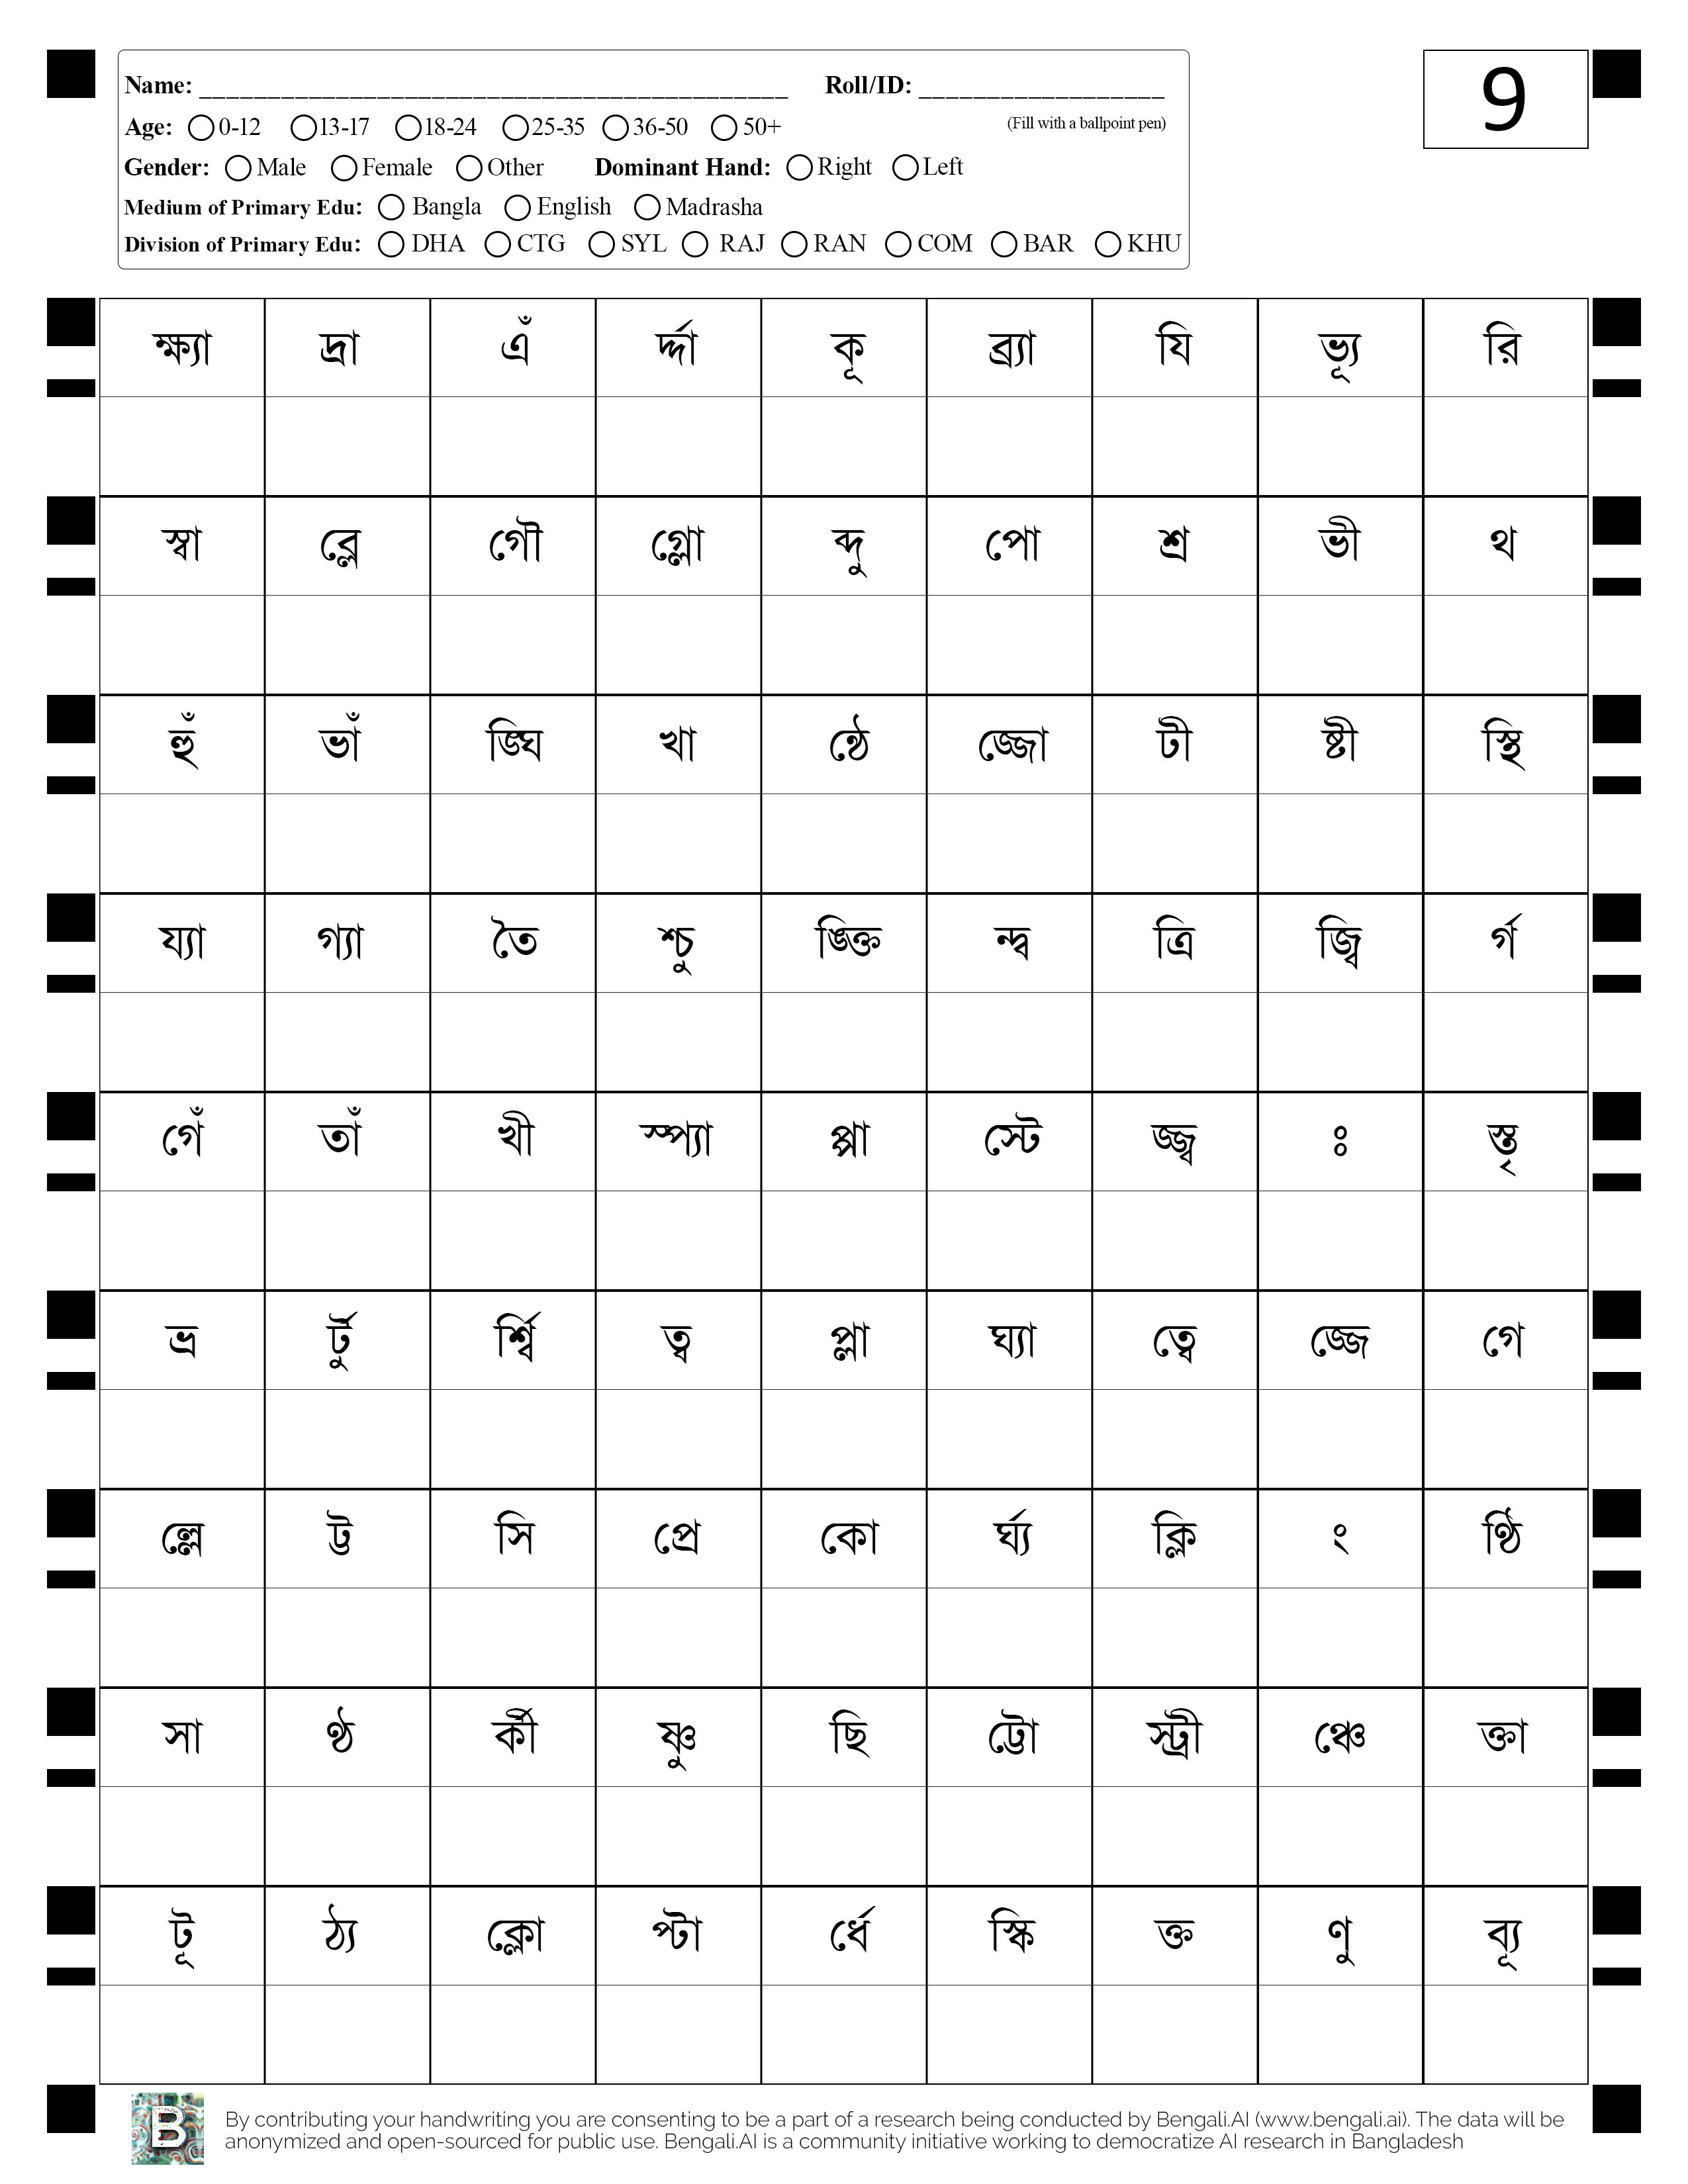 Name: ___________________________________________ Roll/ID: __________________
9
Age: 0-12 13-17 18-24 25-35 36-50 50+ (Fill with a ballpoint pen)
Gender: Male Female Other Dominant Hand: Right Left
Medium of Primary Edu: Bangla English Madrasha
Division of Primary Edu: DHA CTG SYL RAJ RAN COM BAR KHU
ক্ষ্যা দ্রা এঁ র্দ্দা কূ ব্র্যা যি ভ্যূ রি
স্বা ব্লে গৌ গ্লো ব্দু পো শ্র ভী থ
হুঁ ভাঁ ঙ্ঘি খা ন্ঠে জ্জো টী ষ্টী স্থি
য্যা গ্যা তৈ শ্চু ঙ্ক্তি ন্দ্ব ত্রি জ্বি র্গ
গেঁ তাঁ খী স্প্যা প্পা স্টে জ্জ্ব ঃ স্তৃ
ভ্র র্টু র্শ্বি ত্ব প্লা ঘ্যা ত্বে জ্জে গে
ল্লে ট্ট সি প্রে কো র্ঘ্য ক্লি ং ণ্ঠি
সা ণ্ঠ র্কী ষ্ণু ছি ট্টো স্ট্রী ঞ্চে ক্তা
টূ ঠ্য ক্লো প্টা র্ধে স্কি ক্ত ণু ব্যূ
B
By contributing your handwriting you are consenting to be a part of a research being conducted by Bengali.AI (www.bengali.ai). The data will be
anonymized and open-sourced for public use. Bengali.AI is a community initiative working to democratize AI research in Bangladesh